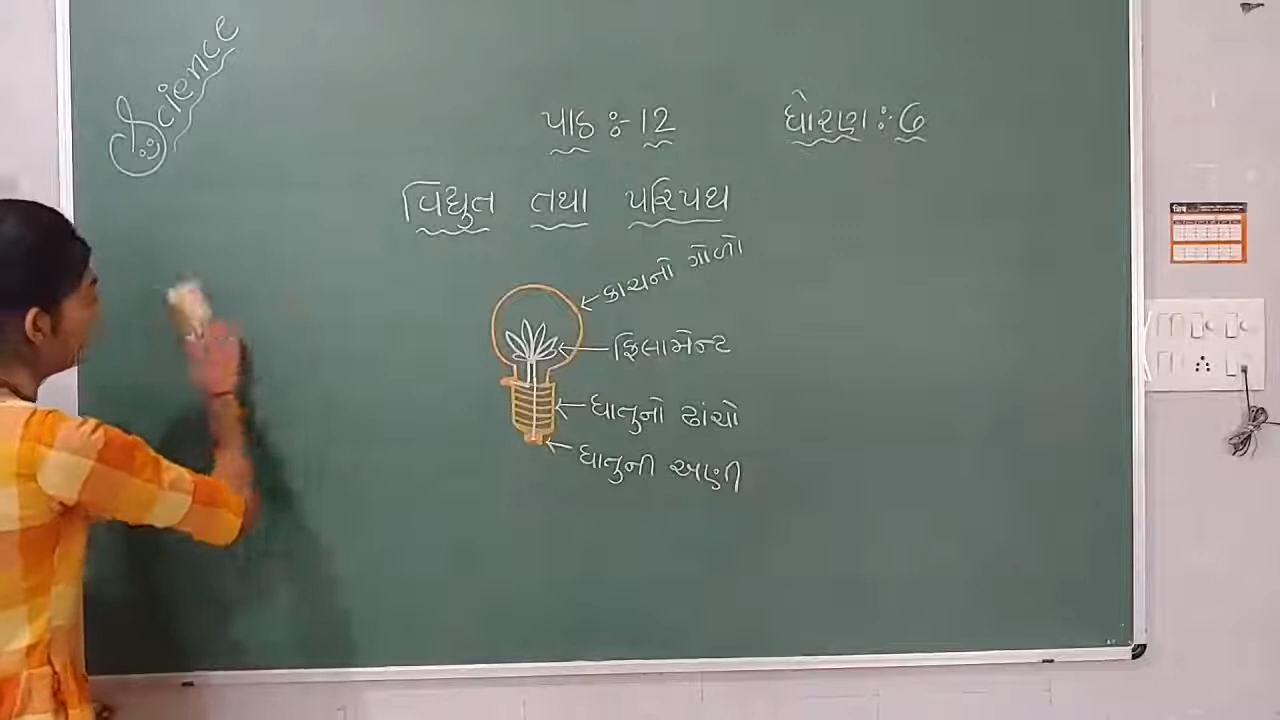 Science
પાઠ :- 12
ધોરણ :- 6
વિદ્યુત તથા પરિપથ
કાચનો ગોળો
ફિલામેન્ટ
ધાતુનો ઢાંચો
ધાતુની અણી